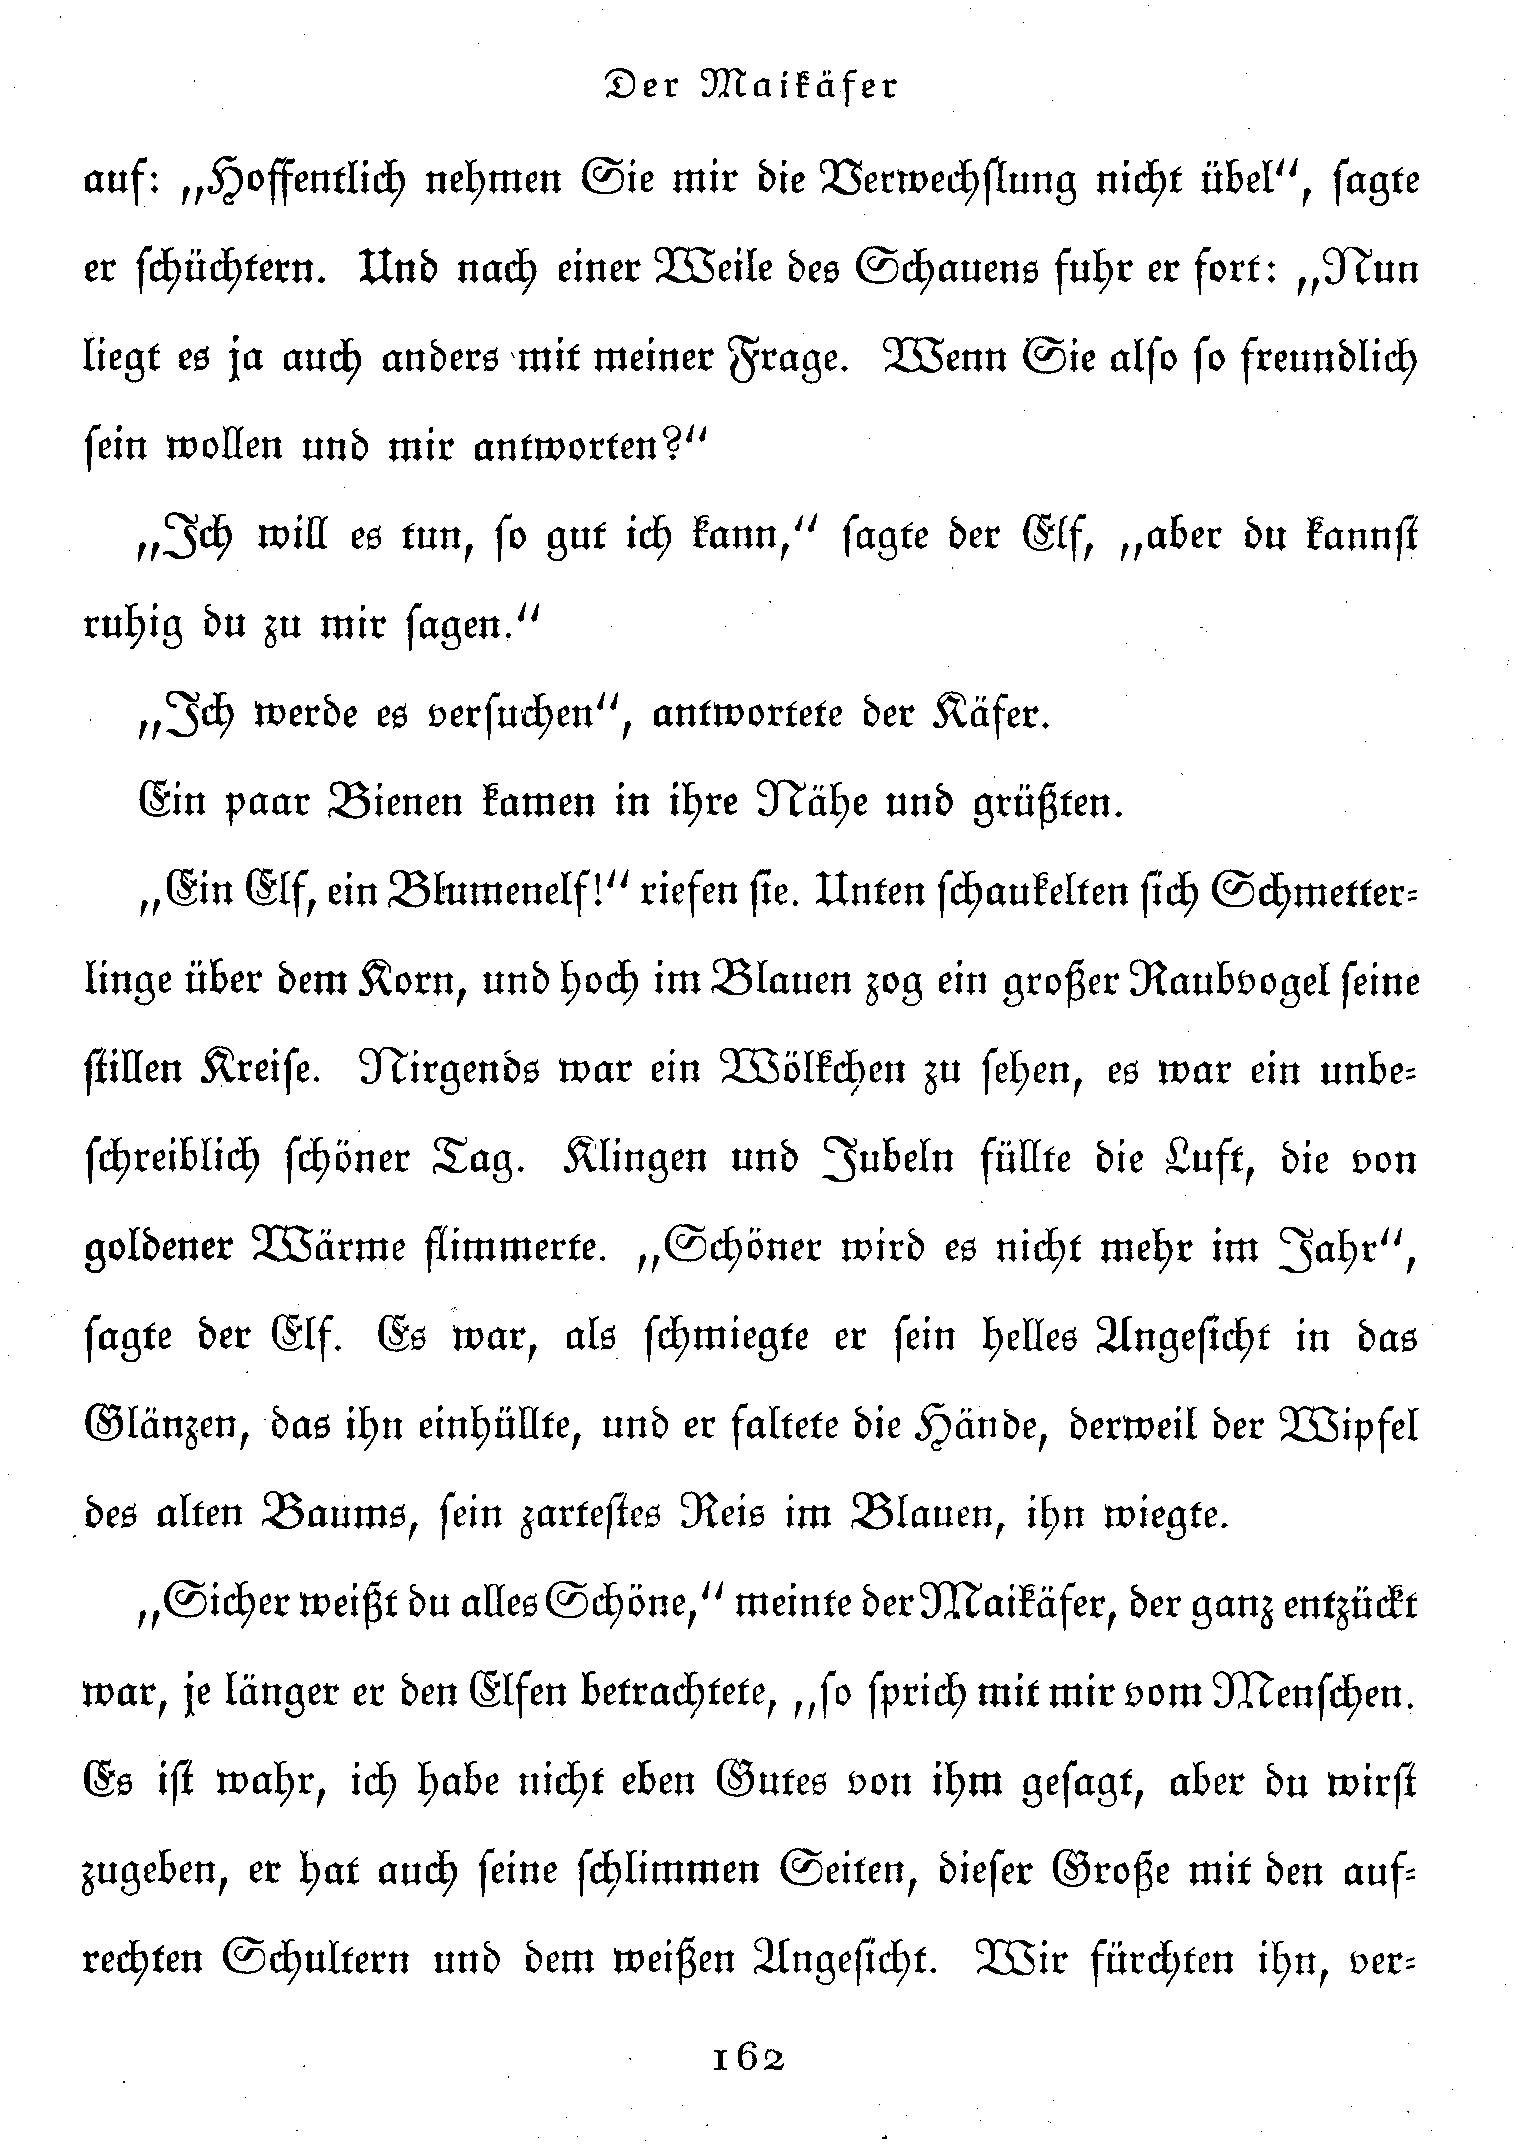 Der Maikäfer
auf: „Hoffentlich nehmen Sie mir die Verwechslung nicht übel“, sagte
er schüchtern. Und nach einer Weile des Schauens fuhr er fort: „Nun
liegt es ja auch anders mit meiner Frage. Wenn Sie also so freundlich
sein wollen und mir antworten?“
„Ich will es tun, so gut ich kann,“ sagte der Elf, „aber du kannst
ruhig du zu mir sagen.“
„Ich werde es versuchen“, antwortete der Käfer.
Ein paar Bienen kamen in ihre Nähe und grüßten.
„Ein Elf, ein Blumenelf!“ riefen sie. Unten schaukelten sich Schmetter-
linge über dem Korn, und hoch im Blauen zog ein großer Raubvogel seine
stillen Kreise. Nirgends war ein Wölkchen zu sehen, es war ein unbe-
schreiblich schöner Tag. Klingen und Jubeln füllte die Luft, die von
goldener Wärme flimmerte. „Schöner wird es nicht mehr im Jahr“,
sagte der Elf. Es war, als schmiegte er sein helles Angesicht in das
Glänzen, das ihn einhüllte, und er faltete die Hände, derweil der Wipfel
des alten Baums, sein zartestes Reis im Blauen, ihn wiegte.
„Sicher weißt du alles Schöne,“ meinte der Maikäfer, der ganz entzückt
war, je länger er den Elfen betrachtete, „so sprich mit mir vom Menschen.
Es ist wahr, ich habe nicht eben Gutes von ihm gesagt, aber du wirst
zugeben, er hat auch seine schlimmen Seiten, dieser Große mit den auf-
rechten Schultern und dem weißen Angesicht. Wir fürchten ihn, ver-
162